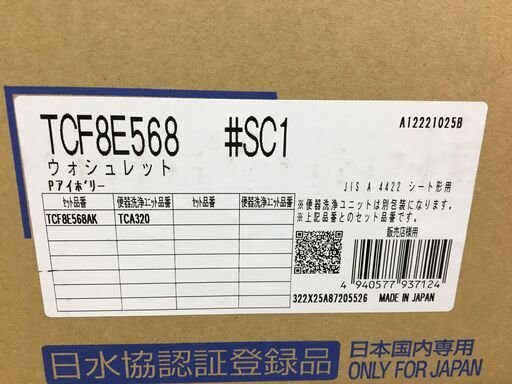 TCF8E568 #SC1
A12221025B
ウォシュレット
Pアイボリー
JIS A 4422 シート形用
セット品番 便器洗浄ユニット品番 セット品番 便器洗浄ユニット品番
TCF8E568AK TCA320
※便器洗浄ユニットは別包装になります。
※上記品番とのセット品番です。
販売店様用
4 940577 937124
322X25A87205526 MADE IN JAPAN
日水協認証登録品
日本国内専用
ONLY FOR JAPAN